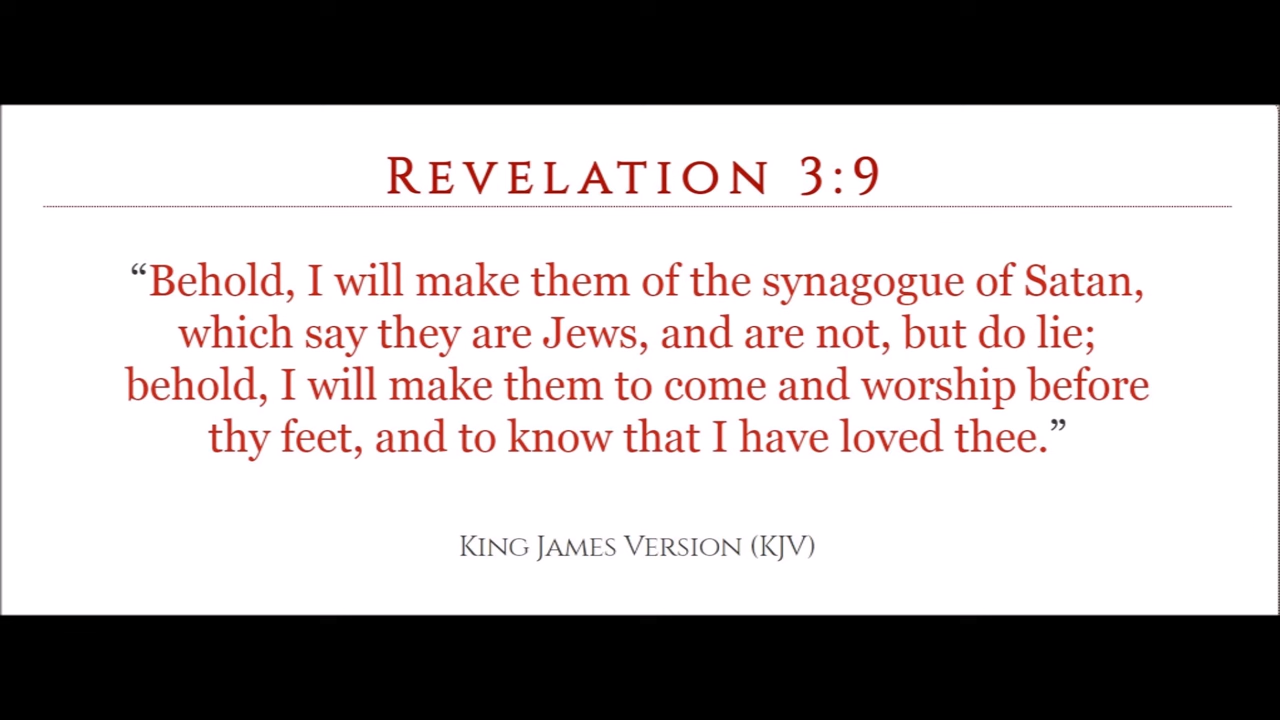 REVELATION 3:9
“Behold, I will make them of the synagogue of Satan,
which say they are Jews, and are not, but do lie;
behold, I will make them to come and worship before
thy feet, and to know that I have loved thee.”
KING JAMES VERSION (KJV)